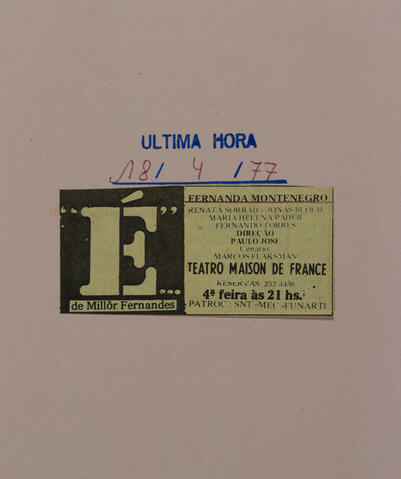 ULTIMA HORA
18/ 4 /77
"É"...
de Millôr Fernandes
FERNANDA MONTENEGRO
RENATA SORRAH - JONAS BLOCH
MARIA HELENA PADER
FERNANDO TORRES
DIREÇÃO
PAULO JOSÉ
Cenário:
MARCOS FLAKSMAN
TEATRO MAISON DE FRANCE
RESERVAS: 252-3456
4ª feira às 21 hs.
PATROC.: SNT-MEC-FUNARTE